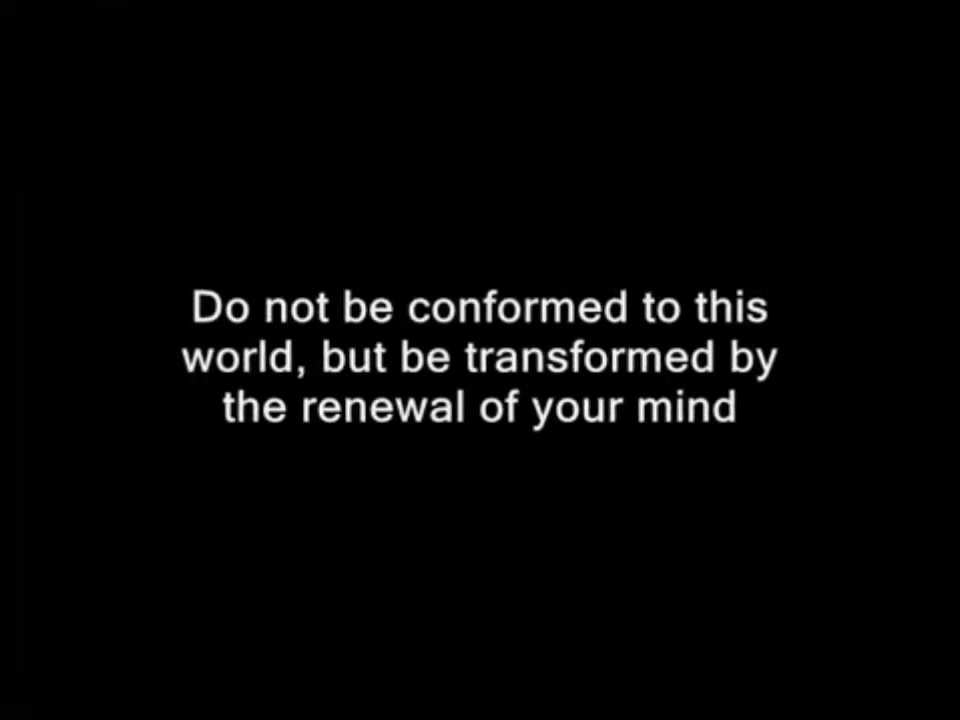 Do not be conformed to this
world, but be transformed by
the renewal of your mind